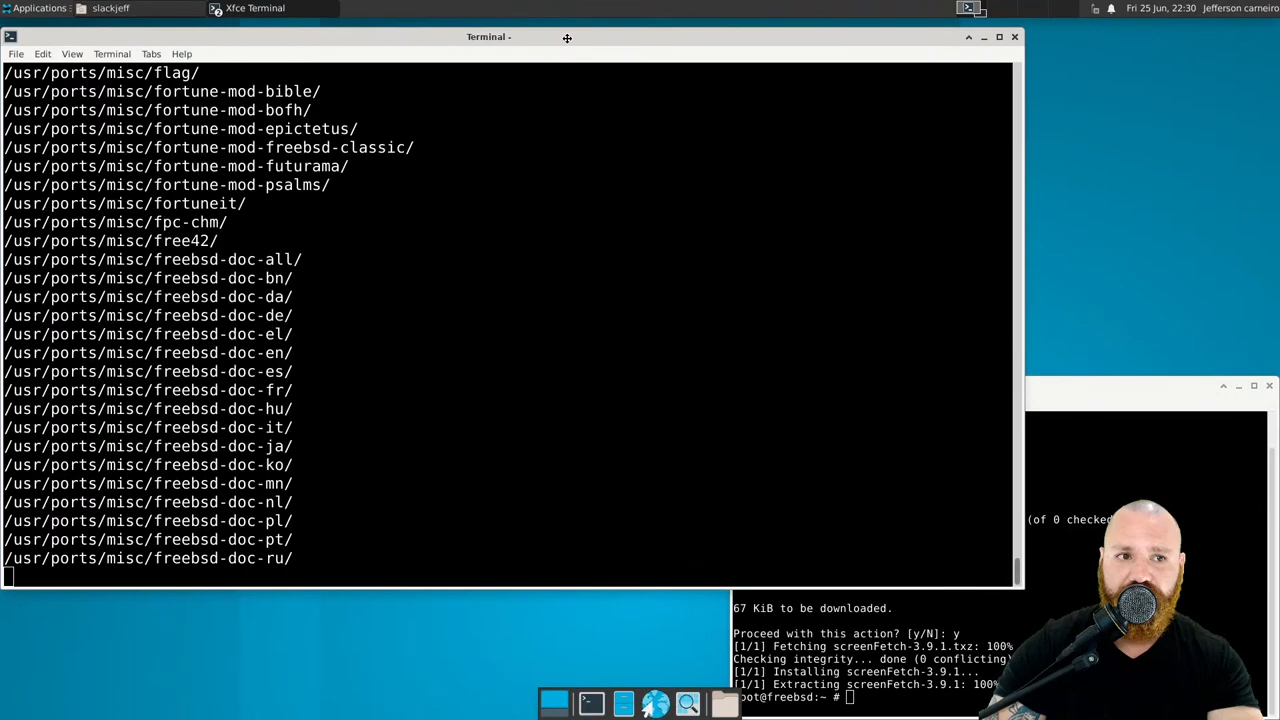 Applications
slackjeff
Xfce Terminal
2
Fri 25 Jun, 22:30
Jefferson carneiro
Terminal -
File Edit View Terminal Tabs Help
/usr/ports/misc/flag/
/usr/ports/misc/fortune-mod-bible/
/usr/ports/misc/fortune-mod-bofh/
/usr/ports/misc/fortune-mod-epictetus/
/usr/ports/misc/fortune-mod-freebsd-classic/
/usr/ports/misc/fortune-mod-futurama/
/usr/ports/misc/fortune-mod-psalms/
/usr/ports/misc/fortuneit/
/usr/ports/misc/fpc-chm/
/usr/ports/misc/free42/
/usr/ports/misc/freebsd-doc-all/
/usr/ports/misc/freebsd-doc-bn/
/usr/ports/misc/freebsd-doc-da/
/usr/ports/misc/freebsd-doc-de/
/usr/ports/misc/freebsd-doc-el/
/usr/ports/misc/freebsd-doc-en/
/usr/ports/misc/freebsd-doc-es/
/usr/ports/misc/freebsd-doc-fr/
/usr/ports/misc/freebsd-doc-hu/
/usr/ports/misc/freebsd-doc-it/
/usr/ports/misc/freebsd-doc-ja/
/usr/ports/misc/freebsd-doc-ko/
/usr/ports/misc/freebsd-doc-mn/
/usr/ports/misc/freebsd-doc-nl/
/usr/ports/misc/freebsd-doc-pl/
/usr/ports/misc/freebsd-doc-pt/
/usr/ports/misc/freebsd-doc-ru/
(of 0 checked
67 KiB to be downloaded.
Proceed with this action? [y/N]: y
[1/1] Fetching screenFetch-3.9.1.txz: 100%
Checking integrity... done (0 conflicting)
[1/1] Installing screenFetch-3.9.1...
[1/1] Extracting screenFetch-3.9.1: 100%
root@freebsd:~ #